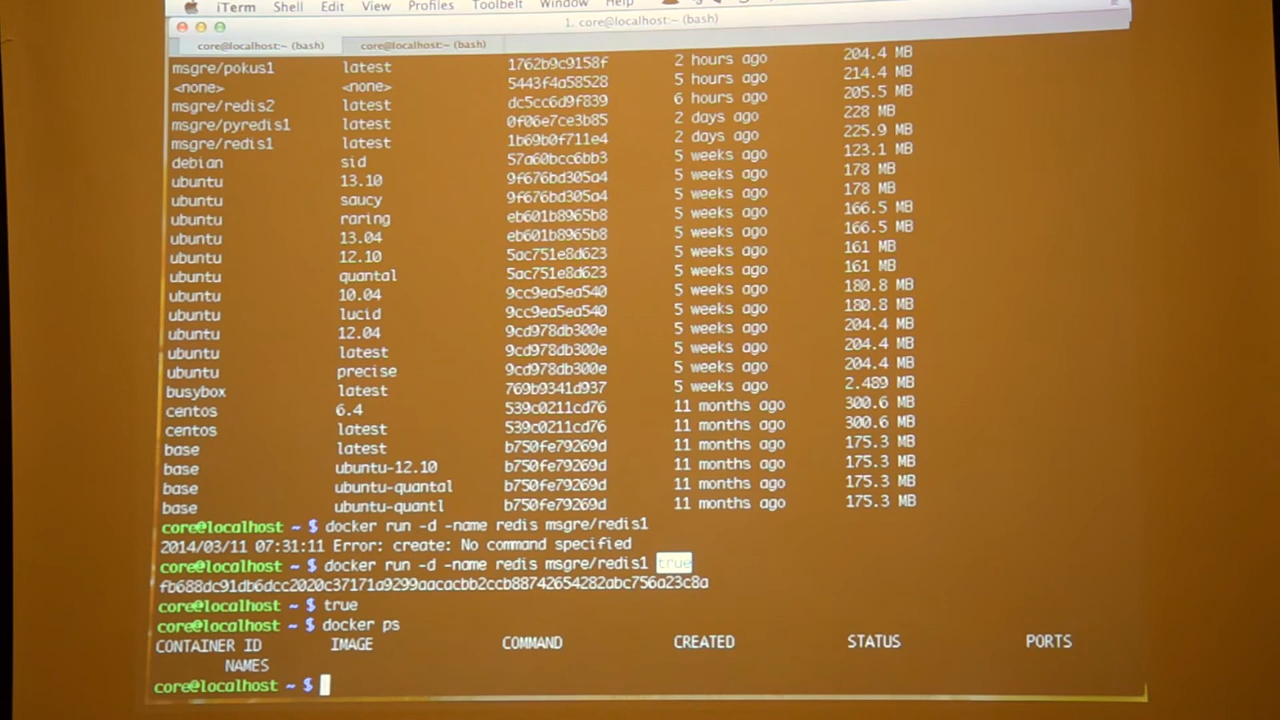 iTerm Shell Edit View Profiles Toolbelt Window Help
1. core@localhost:~ (bash)
core@localhost:~ (bash) core@localhost:~ (bash)
msgre/pokus1 latest 1762b9c9158f 2 hours ago 204.4 MB
<none> <none> 5443f4a58528 5 hours ago 214.4 MB
msgre/redis2 latest dc5cc6d9f839 6 hours ago 205.5 MB
msgre/pyredis1 latest 0f06e7ce3b85 2 days ago 228 MB
msgre/redis1 latest 1b69b0f711e4 2 days ago 225.9 MB
debian sid 57a60bcc6bb3 5 weeks ago 123.1 MB
ubuntu 13.10 9f676bd305a4 5 weeks ago 178 MB
ubuntu saucy 9f676bd305a4 5 weeks ago 178 MB
ubuntu raring eb601b8965b8 5 weeks ago 166.5 MB
ubuntu 13.04 eb601b8965b8 5 weeks ago 166.5 MB
ubuntu 12.10 5ac751e8d623 5 weeks ago 161 MB
ubuntu quantal 5ac751e8d623 5 weeks ago 161 MB
ubuntu 10.04 9cc9ea5ea540 5 weeks ago 180.8 MB
ubuntu lucid 9cc9ea5ea540 5 weeks ago 180.8 MB
ubuntu 12.04 9cd978db300e 5 weeks ago 204.4 MB
ubuntu latest 9cd978db300e 5 weeks ago 204.4 MB
ubuntu precise 9cd978db300e 5 weeks ago 204.4 MB
busybox latest 769b9341d937 5 weeks ago 2.489 MB
centos 6.4 539c0211cd76 11 months ago 300.6 MB
centos latest 539c0211cd76 11 months ago 300.6 MB
base latest b750fe79269d 11 months ago 175.3 MB
base ubuntu-12.10 b750fe79269d 11 months ago 175.3 MB
base ubuntu-quantal b750fe79269d 11 months ago 175.3 MB
base ubuntu-quantl b750fe79269d 11 months ago 175.3 MB
core@localhost ~ $ docker run -d -name redis msgre/redis1
2014/03/11 07:31:11 Error: create: No command specified
core@localhost ~ $ docker run -d -name redis msgre/redis1 true
fb688dc91db6dcc2020c37171a9299aacacbb2ccb88742654282abc756a23c8a
core@localhost ~ $ true
core@localhost ~ $ docker ps
CONTAINER ID IMAGE COMMAND CREATED STATUS PORTS
NAMES
core@localhost ~ $